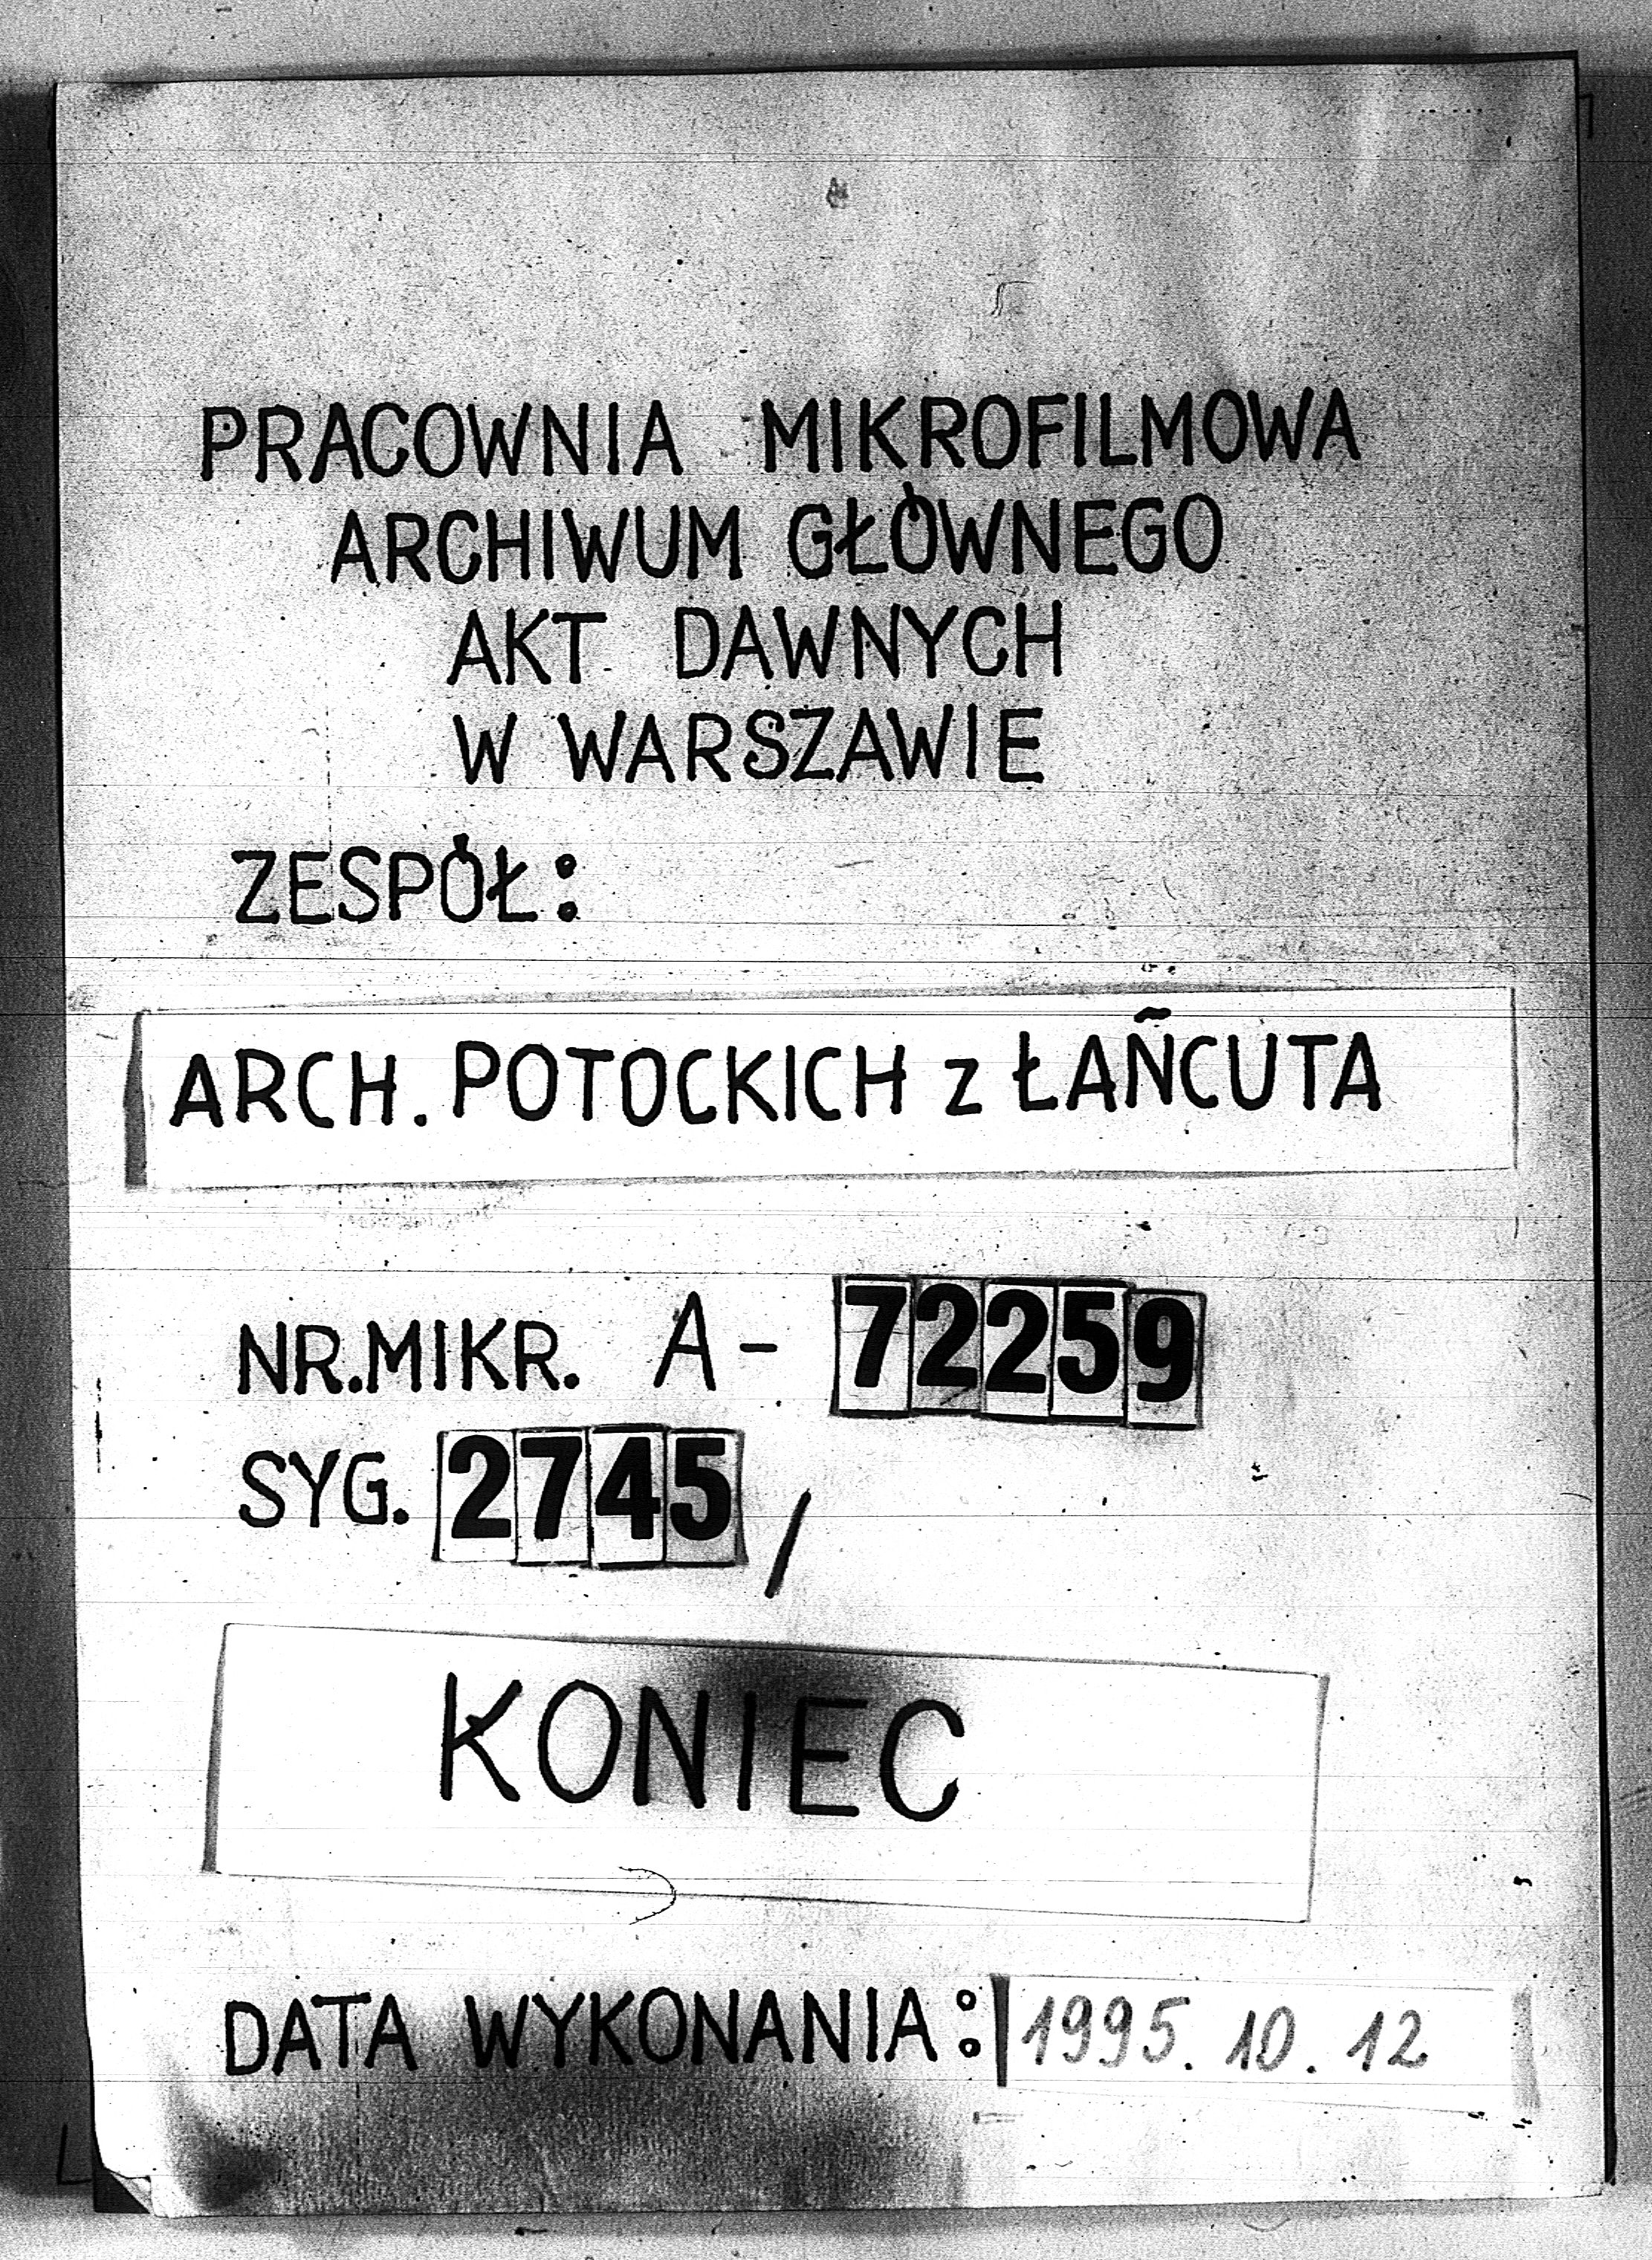 PRACOWNIA MIKROFILMOWA
ARCHIWUM GŁÓWNEGO
AKT DAWNYCH
W WARSZAWIE
ZESPÓŁ:
ARCH. POTOCKICH z ŁAŃCUTA
NR.MIKR. A- 72259
SYG. 2745/
KONIEC
DATA WYKONANIA: 1995. 10. 12